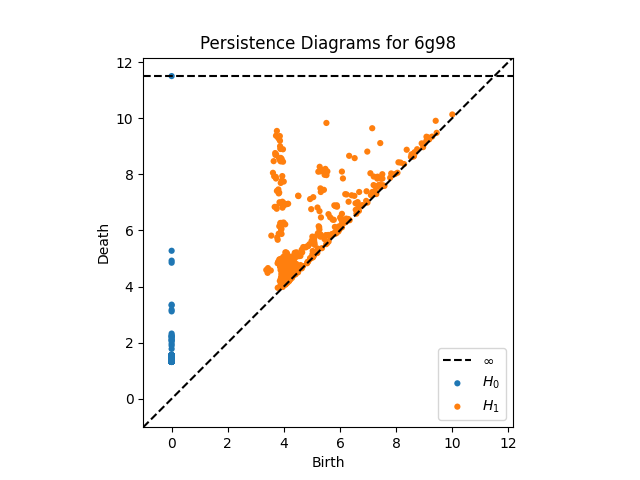 Persistence Diagrams for 6g98
12
10
8
6
4
2
0
Death
0 2 4 6 8 10 12
Birth
∞
H₀
H₁